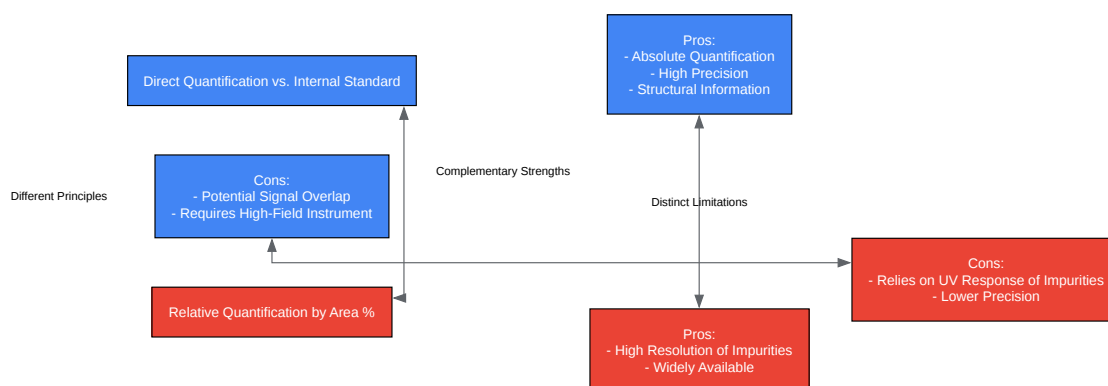 Pros:
- Absolute Quantification
- High Precision
- Structural Information
Direct Quantification vs. Internal Standard
Complementary Strengths
Different Principles
Cons:
- Potential Signal Overlap
- Requires High-Field Instrument
Distinct Limitations
Cons:
- Relies on UV Response of Impurities
- Lower Precision
Relative Quantification by Area %
Pros:
- High Resolution of Impurities
- Widely Available